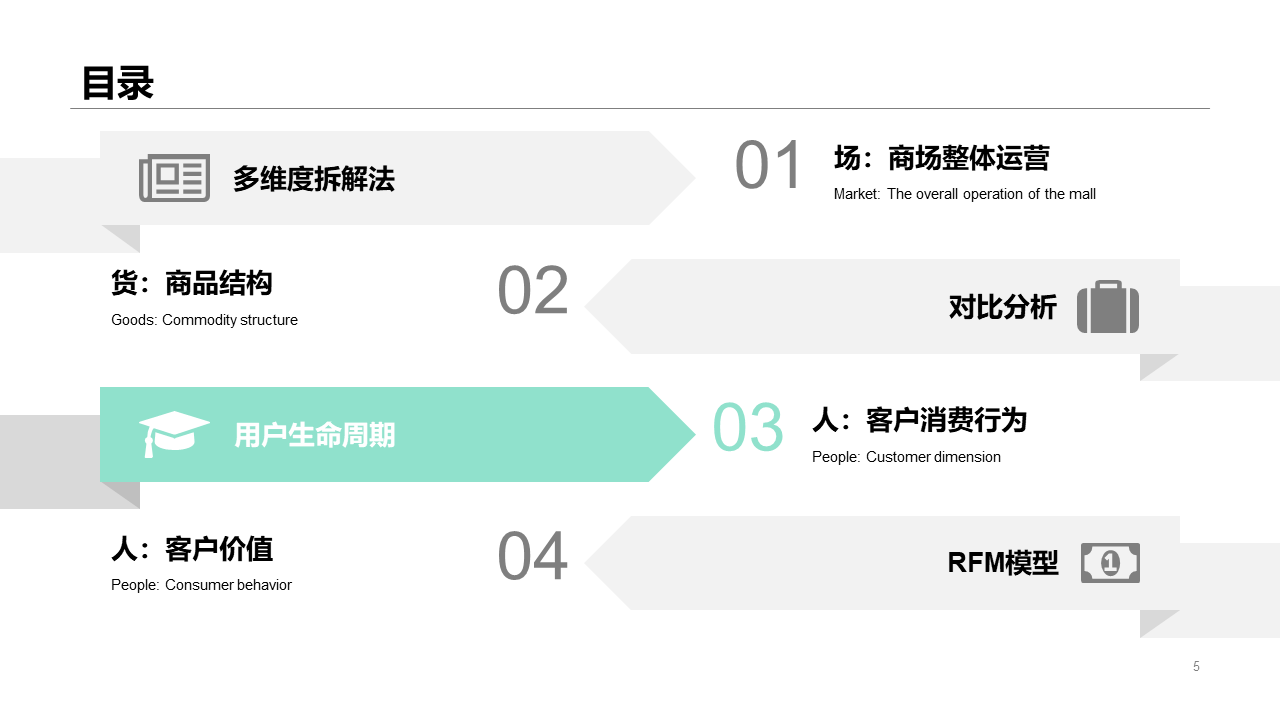 目录
多维度拆解法
01
场：商场整体运营
Market: The overall operation of the mall
货：商品结构
Goods: Commodity structure
02
对比分析
用户生命周期
03
人：客户消费行为
People: Customer dimension
人：客户价值
People: Consumer behavior
04
RFM模型
1
5